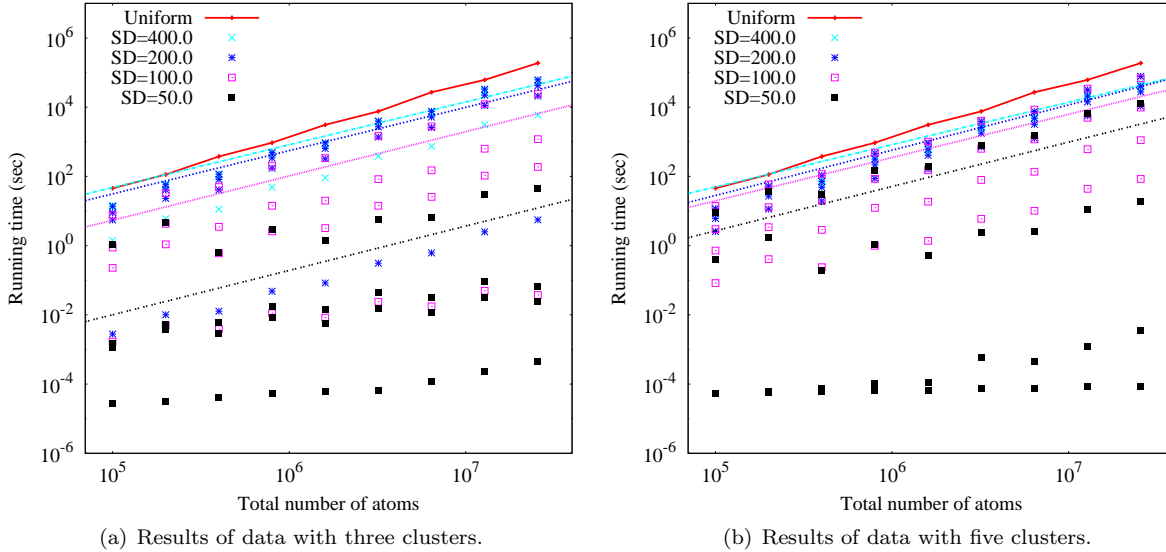 Uniform
SD=400.0
SD=200.0
SD=100.0
SD=50.0
10^6
10^4
10^2
10^0
10^-2
10^-4
10^-6
Running time (sec)
10^5
10^6
10^7
Total number of atoms
(a) Results of data with three clusters.
Uniform
SD=400.0
SD=200.0
SD=100.0
SD=50.0
10^6
10^4
10^2
10^0
10^-2
10^-4
10^-6
Running time (sec)
10^5
10^6
10^7
Total number of atoms
(b) Results of data with five clusters.